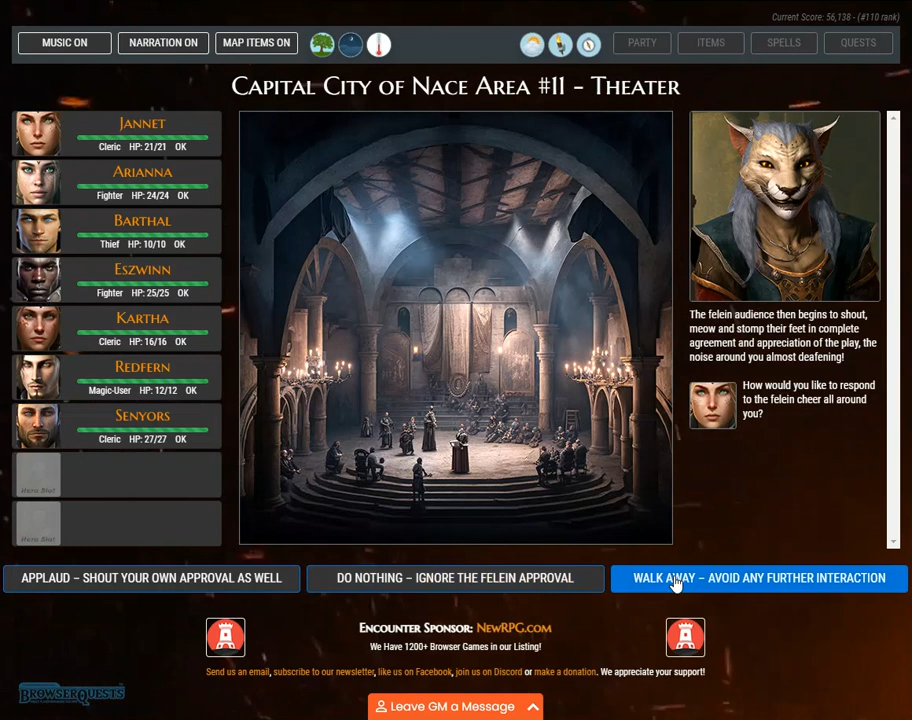 Current Score: 56,138 - (#110 rank)
MUSIC ON
NARRATION ON
MAP ITEMS ON
PARTY
ITEMS
SPELLS
QUESTS
Capital City of Nace Area #11 - Theater
Jannet
Cleric HP: 21/21 OK
Arianna
Fighter HP: 24/24 OK
Barthal
Thief HP: 10/10 OK
Eszwinn
Fighter HP: 25/25 OK
Kartha
Cleric HP: 16/16 OK
Redfern
Magic-User HP: 12/12 OK
Senyors
Cleric HP: 27/27 OK
Hero Slot
Hero Slot
The felein audience then begins to shout,
meow and stomp their feet in complete
agreement and appreciation of the play, the
noise around you almost deafening!
How would you like to respond
to the felein cheer all around
you?
APPLAUD – SHOUT YOUR OWN APPROVAL AS WELL
DO NOTHING – IGNORE THE FELEIN APPROVAL
WALK AWAY – AVOID ANY FURTHER INTERACTION
Encounter Sponsor: NewRPG.com
We Have 1200+ Browser Games in our Listing!
Send us an email, subscribe to our newsletter, like us on Facebook, join us on Discord or make a donation. We appreciate your support!
BrowserQuests
Leave GM a Message